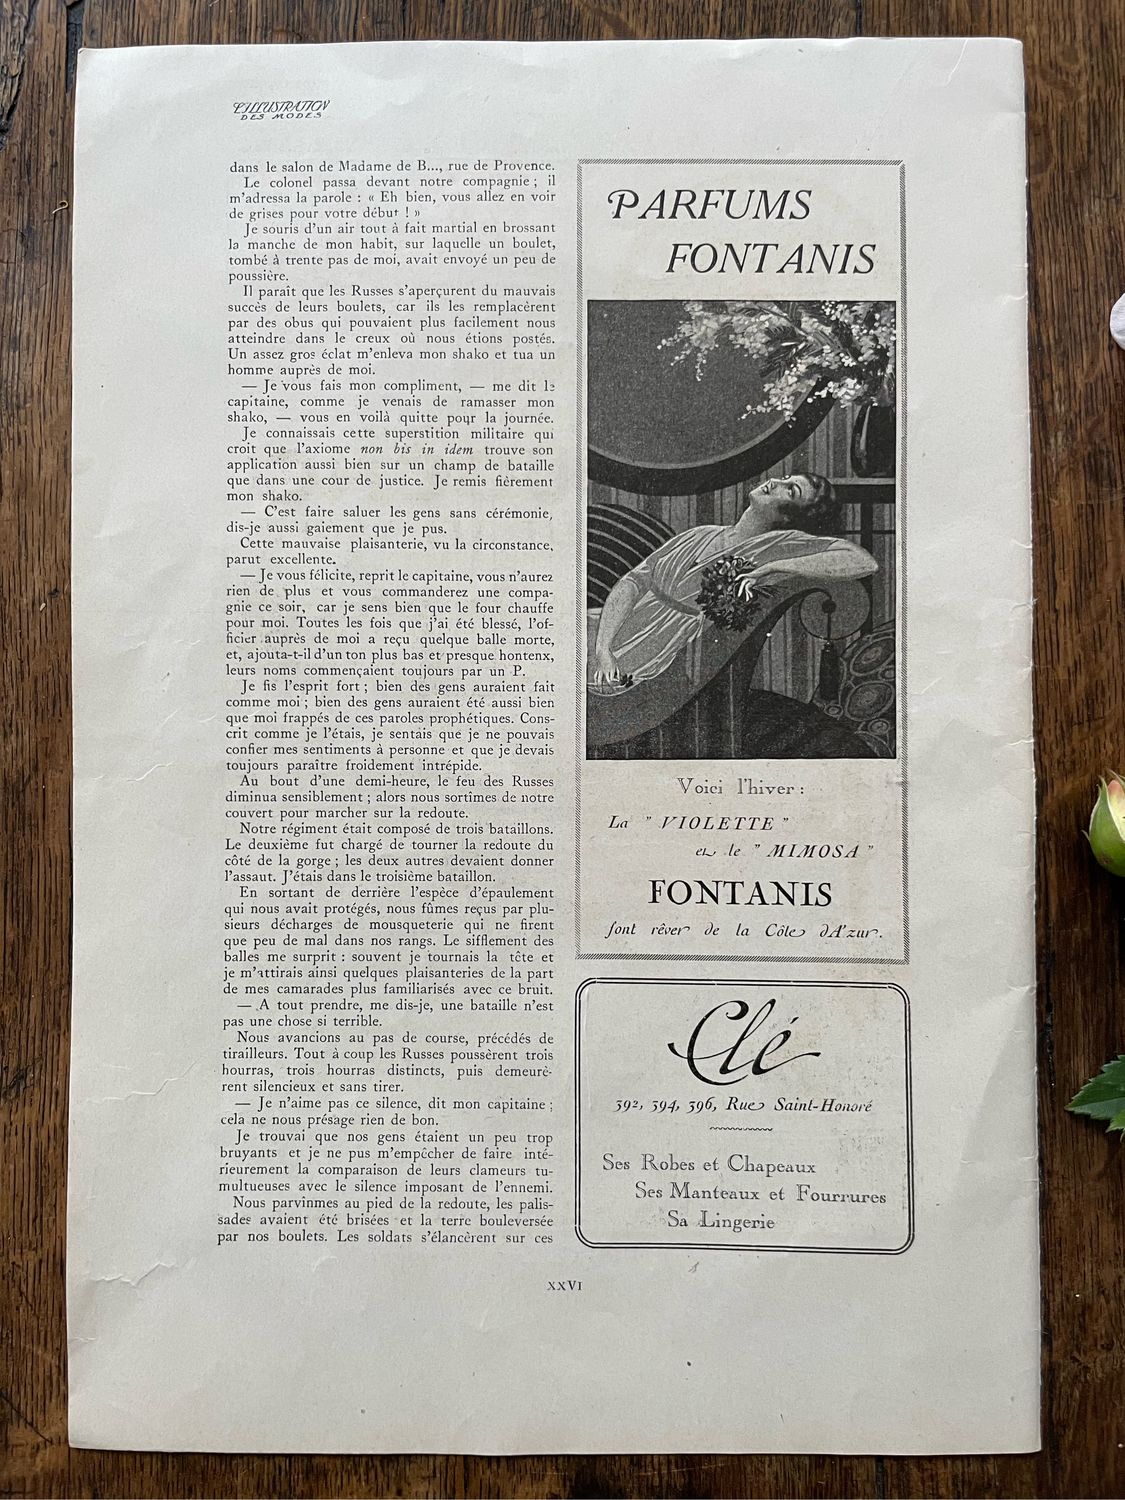 L'ILLUSTRATION
DES MODES
dans le salon de Madame de B..., rue de Provence.
Le colonel passa devant notre compagnie ; il
m'adressa la parole : « Eh bien, vous allez en voir
de grises pour votre début ! »
Je souris d'un air tout à fait martial en brossant
la manche de mon habit, sur laquelle un boulet,
tombé à trente pas de moi, avait envoyé un peu de
poussière.
Il paraît que les Russes s'aperçurent du mauvais
succès de leurs boulets, car ils les remplacèrent
par des obus qui pouvaient plus facilement nous
atteindre dans le creux où nous étions postés.
Un assez gros éclat m'enleva mon shako et tua un
homme auprès de moi.
— Je vous fais mon compliment, — me dit le
capitaine, comme je venais de ramasser mon
shako, — vous en voilà quitte pour la journée.
Je connaissais cette superstition militaire qui
croit que l'axiome non bis in idem trouve son
application aussi bien sur un champ de bataille
que dans une cour de justice. Je remis fièrement
mon shako.
— C'est faire saluer les gens sans cérémonie,
dis-je aussi gaiement que je pus.
Cette mauvaise plaisanterie, vu la circonstance,
parut excellente.
— Je vous félicite, reprit le capitaine, vous n'aurez
rien de plus et vous commanderez une compa-
gnie ce soir, car je sens bien que le four chauffe
pour moi. Toutes les fois que j'ai été blessé, l'of-
ficier auprès de moi a reçu quelque balle morte,
et, ajouta-t-il d'un ton plus bas et presque hontenx,
leurs noms commençaient toujours par un P.
Je fis l'esprit fort ; bien des gens auraient fait
comme moi ; bien des gens auraient été aussi bien
que moi frappés de ces paroles prophétiques. Cons-
crit comme je l'étais, je sentais que je ne pouvais
confier mes sentiments à personne et que je devais
toujours paraître froidement intrépide.
Au bout d'une demi-heure, le feu des Russes
diminua sensiblement ; alors nous sortîmes de notre
couvert pour marcher sur la redoute.
Notre régiment était composé de trois bataillons.
Le deuxième fut chargé de tourner la redoute du
côté de la gorge ; les deux autres devaient donner
l'assaut. J'étais dans le troisième bataillon.
En sortant de derrière l'espèce d'épaulement
qui nous avait protégés, nous fûmes reçus par plu-
sieurs décharges de mousqueterie qui ne firent
que peu de mal dans nos rangs. Le sifflement des
balles me surprit : souvent je tournais la tête et
je m'attirais ainsi quelques plaisanteries de la part
de mes camarades plus familiarisés avec ce bruit.
— A tout prendre, me dis-je, une bataille n'est
pas une chose si terrible.
Nous avancions au pas de course, précédés de
tirailleurs. Tout à coup les Russes poussèrent trois
hourras, trois hourras distincts, puis demeurè-
rent silencieux et sans tirer.
— Je n'aime pas ce silence, dit mon capitaine ;
cela ne nous présage rien de bon.
Je trouvai que nos gens étaient un peu trop
bruyants et je ne pus m'empêcher de faire inté-
rieurement la comparaison de leurs clameurs tu-
multueuses avec le silence imposant de l'ennemi.
Nous parvinmes au pied de la redoute, les palis-
sades avaient été brisées et la terre bouleversée
par nos boulets. Les soldats s'élancèrent sur ces
PARFUMS
FONTANIS
Voici l'hiver :
La " VIOLETTE "
et le " MIMOSA "
FONTANIS
font rêver de la Côte dA'zur.
Clé
392, 394, 396, Rue Saint-Honoré
Ses Robes et Chapeaux
Ses Manteaux et Fourrures
Sa Lingerie
XXVI